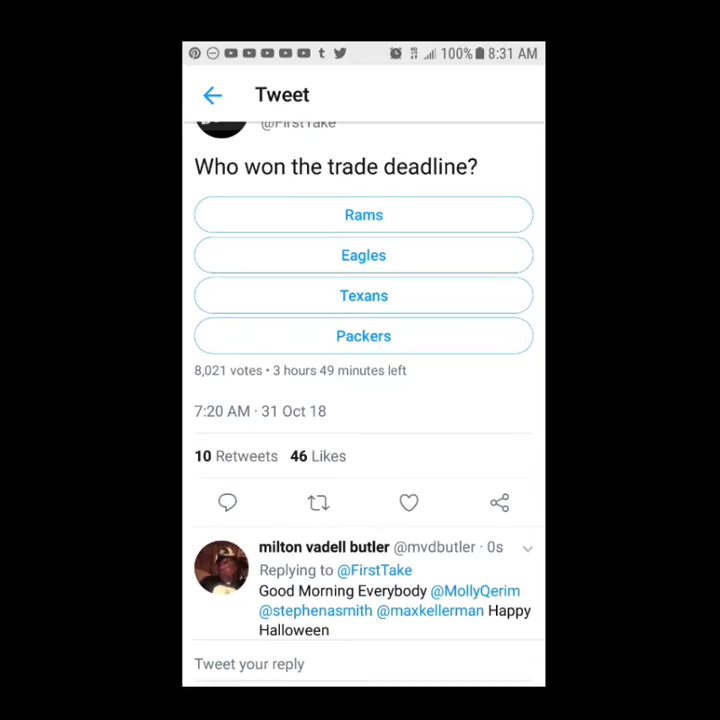 100% 8:31 AM
Tweet
@FirstTake
Who won the trade deadline?
Rams
Eagles
Texans
Packers
8,021 votes • 3 hours 49 minutes left
7:20 AM · 31 Oct 18
10 Retweets 46 Likes
milton vadell butler @mvdbutler · 0s
Replying to @FirstTake
Good Morning Everybody @MollyQerim
@stephenasmith @maxkellerman Happy
Halloween
Tweet your reply